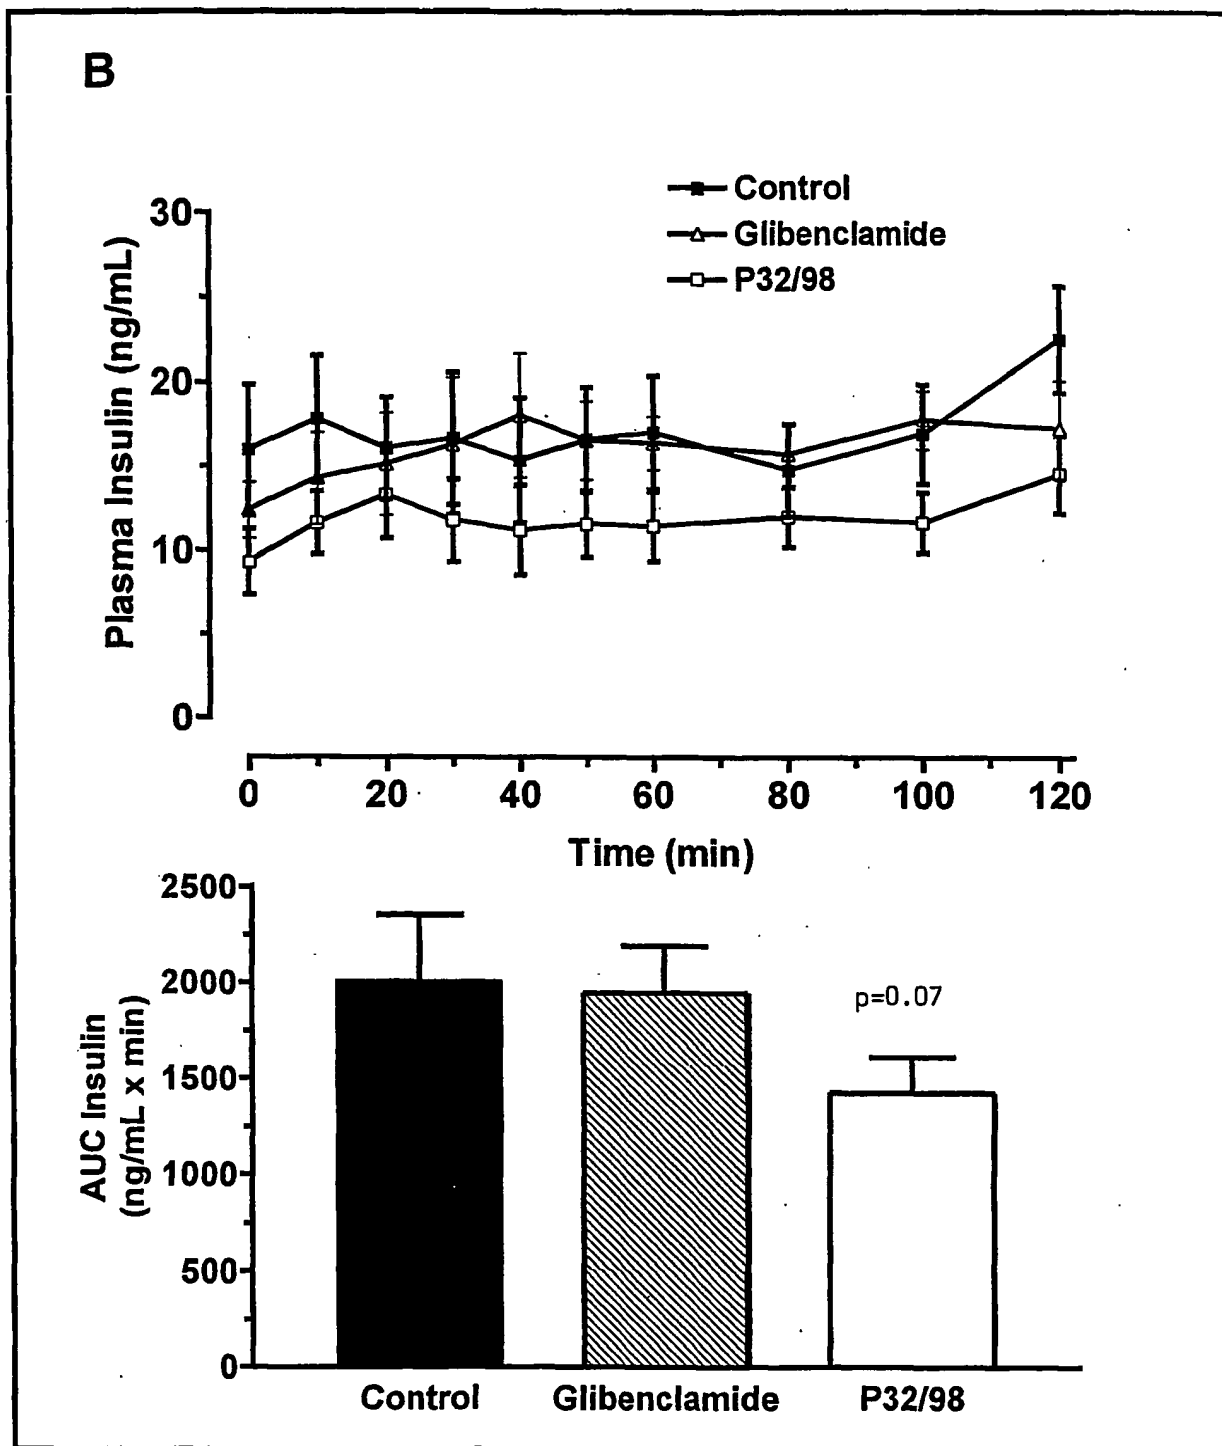 B
Control
Glibenclamide
P32/98
Plasma Insulin (ng/mL)
30
20
10
0
0 20 40 60 80 100 120
Time (min)
AUC Insulin
(ng/mL x min)
2500
2000
1500
1000
500
0
p=0.07
Control Glibenclamide P32/98